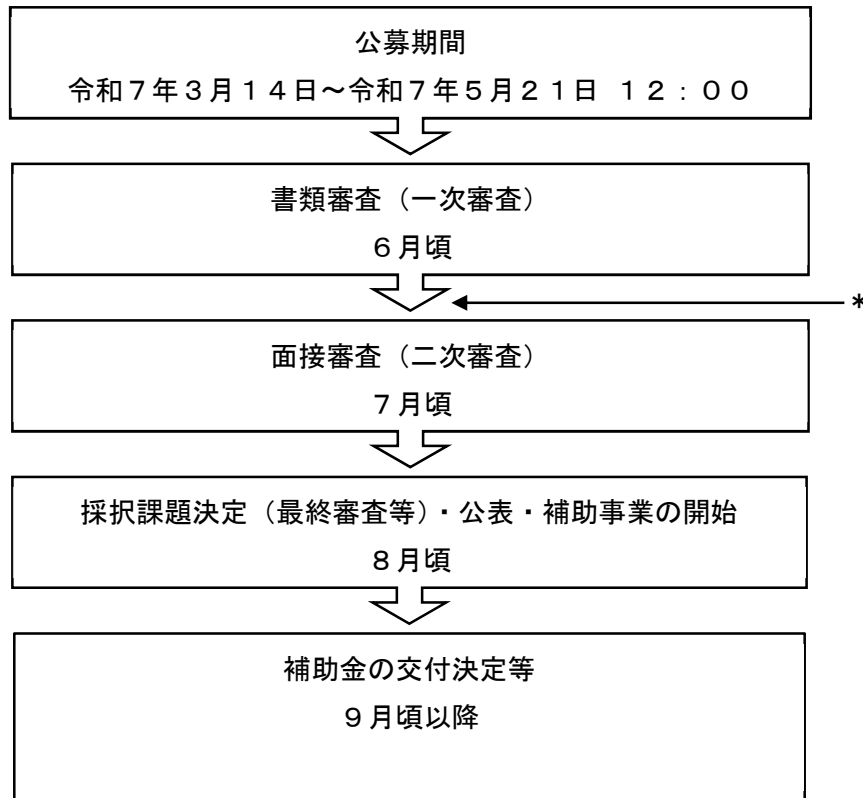 公募期間
令和７年３月１４日～令和７年５月２１日 １２：００
書類審査（一次審査）
６月頃
*
面接審査（二次審査）
７月頃
採択課題決定（最終審査等）・公表・補助事業の開始
８月頃
補助金の交付決定等
９月頃以降